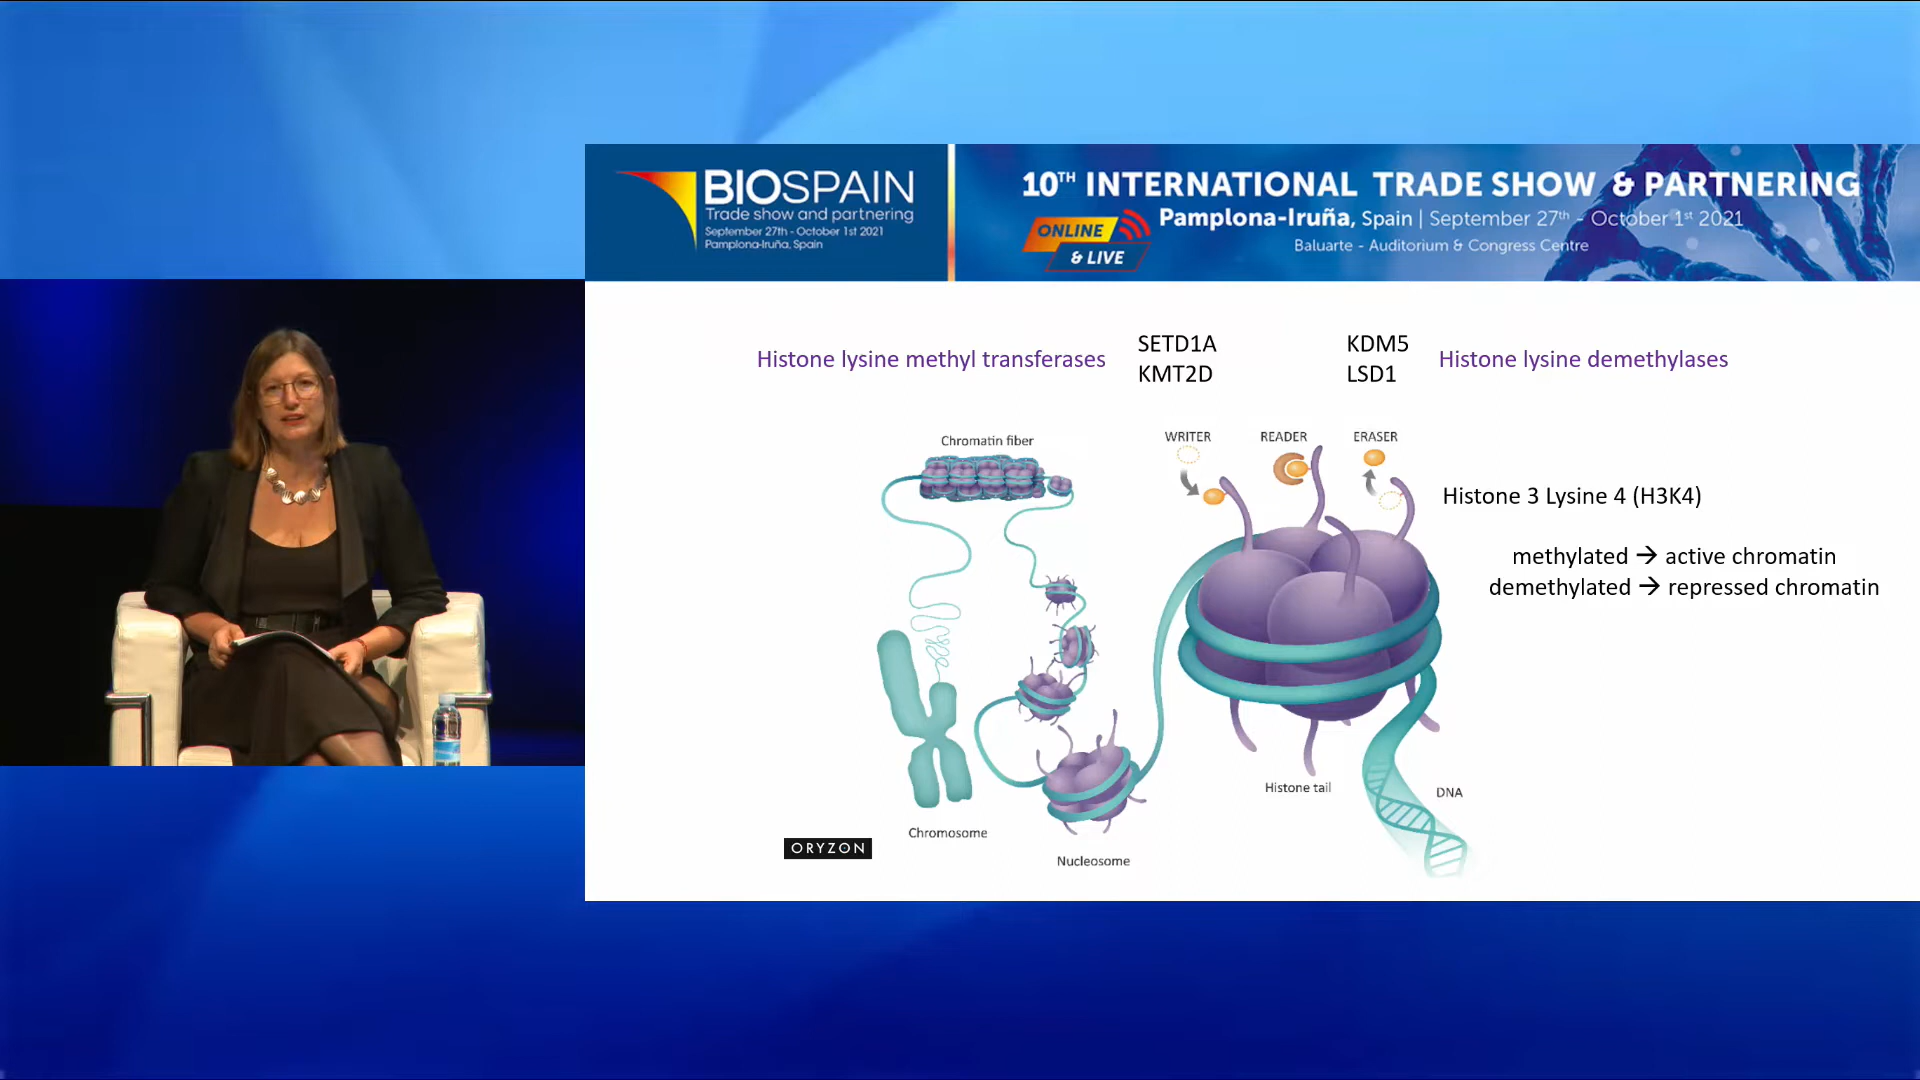 BIOSPAIN
Trade show and partnering
September 27th - October 1st 2021
Pamplona-Iruña, Spain
10TH INTERNATIONAL TRADE SHOW & PARTNERING
ONLINE
& LIVE
Pamplona-Iruña, Spain | September 27th - October 1st 2021
Baluarte - Auditorium & Congress Centre
Histone lysine methyl transferases
SETD1A
KMT2D
KDM5
LSD1
Histone lysine demethylases
Chromatin fiber
WRITER
READER
ERASER
Histone 3 Lysine 4 (H3K4)
methylated → active chromatin
demethylated → repressed chromatin
Histone tail
DNA
Chromosome
ORYZON
Nucleosome